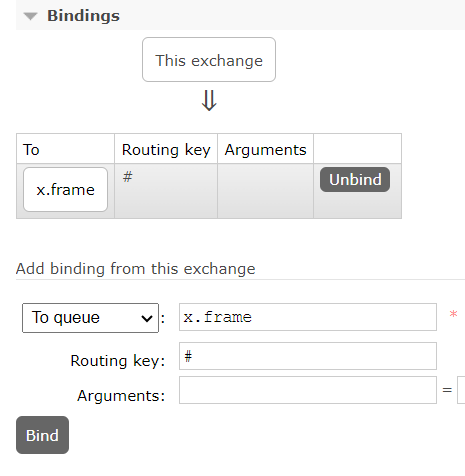 Bindings
This exchange
⇓
To Routing key Arguments
x.frame # Unbind
Add binding from this exchange
To queue : x.frame *
Routing key: #
Arguments: =
Bind